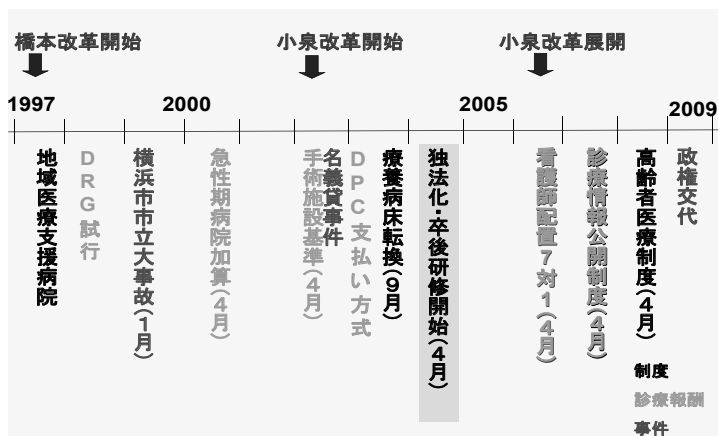 橋本改革開始
小泉改革開始
小泉改革展開
1997
2000
2005
2009
地域医療支援病院
DRG試行
横浜市市立大事故(1月)
急性期病院加算(4月)
手術施設基準(4月)
名義貸事件
DPC支払い方式
療養病床転換(9月)
独法化・卒後研修開始(4月)
看護師配置7対1(4月)
診療情報公開制度(4月)
高齢者医療制度(4月)
政権交代
制度
診療報酬
事件